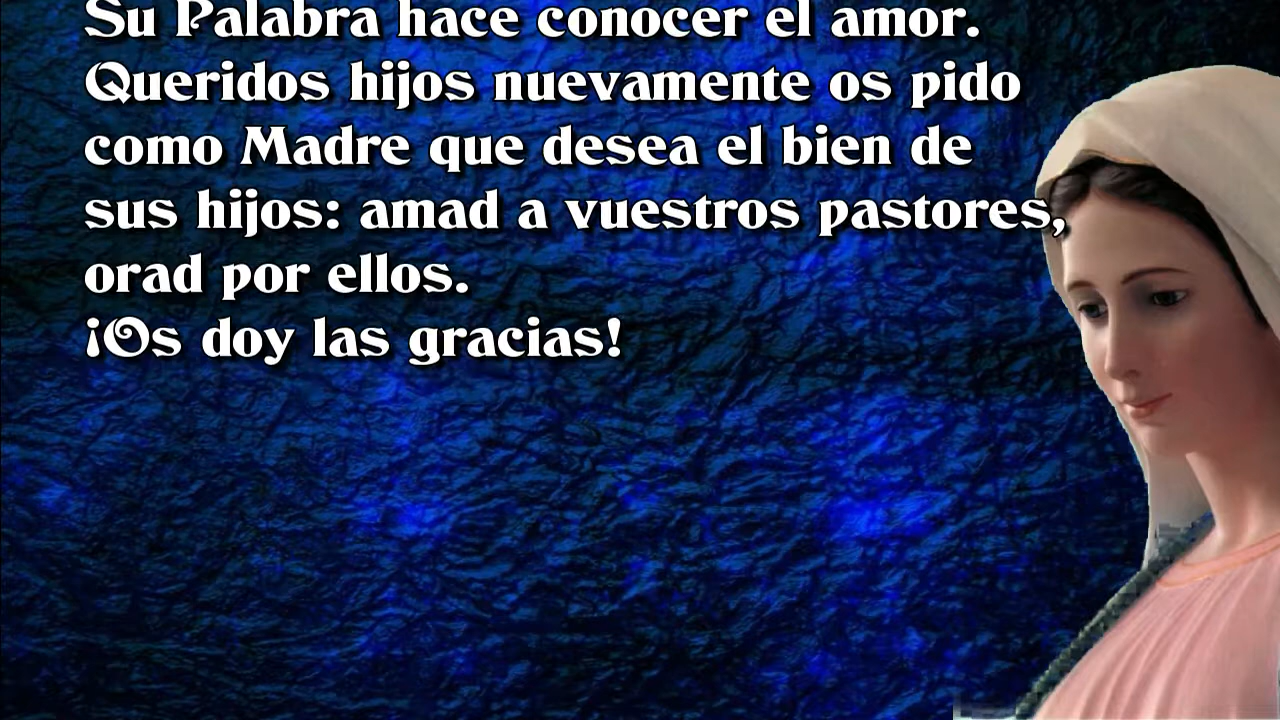 Su Palabra hace conocer el amor.
Queridos hijos nuevamente os pido
como Madre que desea el bien de
sus hijos: amad a vuestros pastores,
orad por ellos.
¡Os doy las gracias!